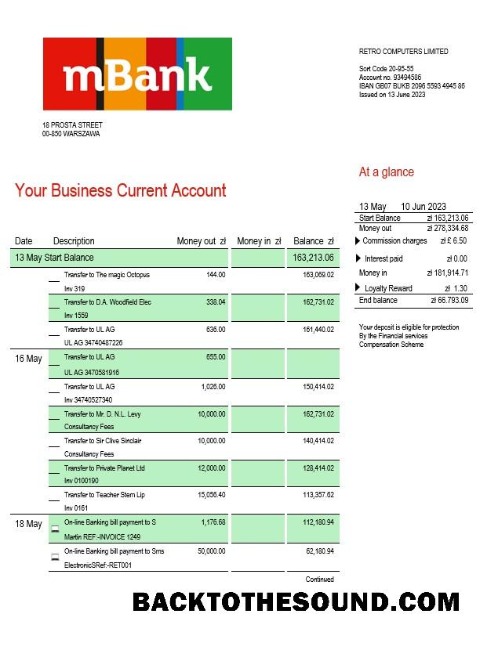 mBank
18 PROSTA STREET
00-850 WARSZAWA
RETRO COMPUTERS LIMITED
Sort Code 20-95-55
Account no. 93494586
IBAN GB07 BUKB 2096 5593 4945 86
Issued on 13 June 2023
At a glance
13 May 10 Jun 2023
Start Balance zł 163,213.06
Money out zł 278,334.68
Commission charges zł £ 6.50
Interest paid zł 0.00
Money in zł 181,914.71
Loyalty Reward zł 1.30
End balance zł 66.793.09
Your deposit is eligible for protection
By the Financial services
Compensation Scheme
Your Business Current Account
Date Description Money out zł Money in zł Balance zł
13 May Start Balance 163,213.06
Transfer to The magic Octopus 144.00 163,069.02
Inv 319
Transfer to D.A. Woodfield Elec 338.04 162,731.02
Inv 1559
Transfer to UL AG 636.00 161,440.02
UL AG 34740487226
16 May Transfer to UL AG 655.00
UL AG 3470581916
Transfer to UL AG 1,026.00 150,414.02
Inv 34740527340
Transfer to Mr. D. N.L. Levy 10,000.00 162,731.02
Consultancy Fees
Transfer to Sir Clive Sinclair 10,000.00 140,414.02
Consultancy Fees
Transfer to Private Planet Ltd 12,000.00 128,414.02
Inv 0100190
Transfer to Teacher Stern Lip 15,056.40 113,357.62
Inv 0161
18 May On-line Banking bill payment to S 1,176.68 112,180.94
Martin REF:-INVOICE 1249
On-line Banking bill payment to Sms 50,000.00 62,180.94
ElectronicSRef:-RET001
Continued
BACKTOTHESOUND.COM